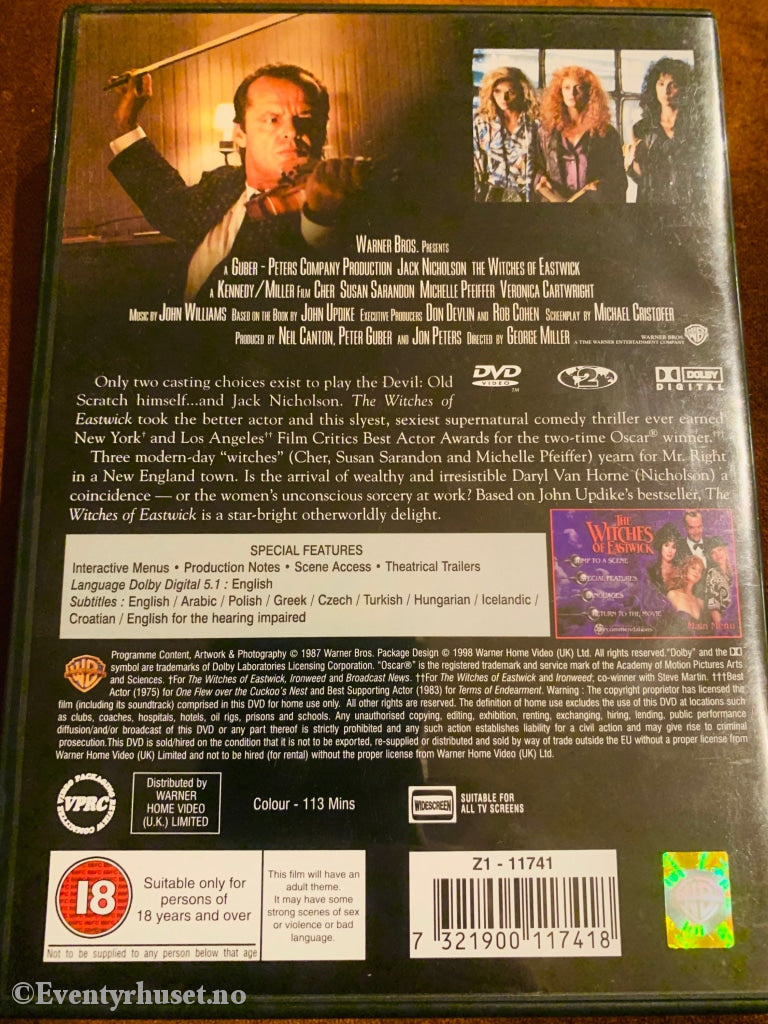 WARNER BROS. PRESENTS
A GUBER - PETERS COMPANY PRODUCTION JACK NICHOLSON THE WITCHES OF EASTWICK
A KENNEDY/MILLER FILM CHER SUSAN SARANDON MICHELLE PFEIFFER VERONICA CARTWRIGHT
MUSIC BY JOHN WILLIAMS BASED ON THE BOOK BY JOHN UPDIKE EXECUTIVE PRODUCERS DON DEVLIN AND ROB COHEN SCREENPLAY BY MICHAEL CRISTOFER
PRODUCED BY NEIL CANTON, PETER GUBER AND JON PETERS DIRECTED BY GEORGE MILLER
WARNER BROS.
A TIME WARNER ENTERTAINMENT COMPANY
DVD
VIDEO
™
2
DOLBY
DIGITAL
Only two casting choices exist to play the Devil: Old
Scratch himself...and Jack Nicholson. The Witches of
Eastwick took the better actor and this slyest, sexiest supernatural comedy thriller ever earned
New York† and Los Angeles†† Film Critics Best Actor Awards for the two-time Oscar® winner.†††
Three modern-day “witches” (Cher, Susan Sarandon and Michelle Pfeiffer) yearn for Mr. Right
in a New England town. Is the arrival of wealthy and irresistible Daryl Van Horne (Nicholson) a
coincidence — or the women's unconscious sorcery at work? Based on John Updike's bestseller, The
Witches of Eastwick is a star-bright otherworldly delight.
SPECIAL FEATURES
Interactive Menus • Production Notes • Scene Access • Theatrical Trailers
Language Dolby Digital 5.1 : English
Subtitles : English / Arabic / Polish / Greek / Czech / Turkish / Hungarian / Icelandic /
Croatian / English for the hearing impaired
THE
WITCHES
OF EASTWICK
JUMP TO A SCENE
SPECIAL FEATURES
LANGUAGES
RETURN TO THE MOVIE
Recommendations
Main Menu
Programme Content, Artwork & Photography © 1987 Warner Bros. Package Design © 1998 Warner Home Video (UK) Ltd. All rights reserved."Dolby" and the
symbol are trademarks of Dolby Laboratories Licensing Corporation. "Oscar®" is the registered trademark and service mark of the Academy of Motion Pictures Arts
and Sciences. †For The Witches of Eastwick, Ironweed and Broadcast News. ††For The Witches of Eastwick and Ironweed; co-winner with Steve Martin. †††Best
Actor (1975) for One Flew over the Cuckoo's Nest and Best Supporting Actor (1983) for Terms of Endearment. Warning : The copyright proprietor has licensed the
film (including its soundtrack) comprised in this DVD for home use only. All other rights are reserved. The definition of home use excludes the use of this DVD at locations such
as clubs, coaches, hospitals, hotels, oil rigs, prisons and schools. Any unauthorised copying, editing, exhibition, renting, exchanging, hiring, lending, public performance
diffusion/and/or broadcast of this DVD or any part thereof is strictly prohibited and any such action establishes liability for a civil action and may give rise to criminal
prosecution.This DVD is sold/hired on the condition that it is not to be exported, re-supplied or distributed and sold by way of trade outside the EU without a proper license from
Warner Home Video (UK) Limited and not to be hired (for rental) without the proper license from Warner Home Video (UK) Ltd.
VIDEO PACKAGING REVIEW COMMITTEE
VPRC
Distributed by
WARNER
HOME VIDEO
(U.K.) LIMITED
Colour - 113 Mins
WIDESCREEN
SUITABLE FOR
ALL TV SCREENS
18
Suitable only for
persons of
18 years and over
Not to be supplied to any person below that age
This film will have an
adult theme.
It may have some
strong scenes of sex
or violence or bad
language.
Z1 - 11741
7 321900 117418
©Eventyrhuset.no